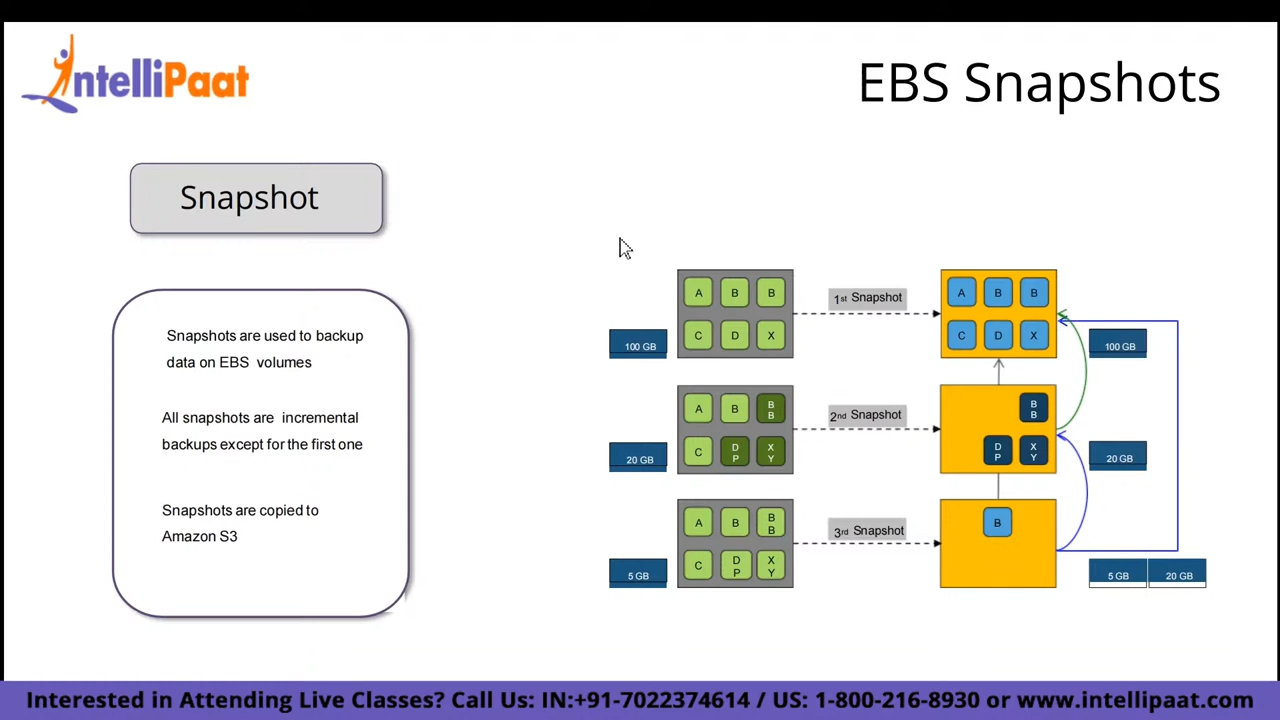 IntelliPaat
EBS Snapshots
Snapshot
Snapshots are used to backup
data on EBS volumes
All snapshots are incremental
backups except for the first one
Snapshots are copied to
Amazon S3
100 GB
A B B
C D X
1st Snapshot
A B B
C D X
100 GB
20 GB
A B B
B
C D
P X
Y
2nd Snapshot
B
B
D
P X
Y
20 GB
5 GB
A B B
B
C D
P X
Y
3rd Snapshot
B
5 GB 20 GB
Interested in Attending Live Classes? Call Us: IN:+91-7022374614 / US: 1-800-216-8930 or www.intellipaat.com